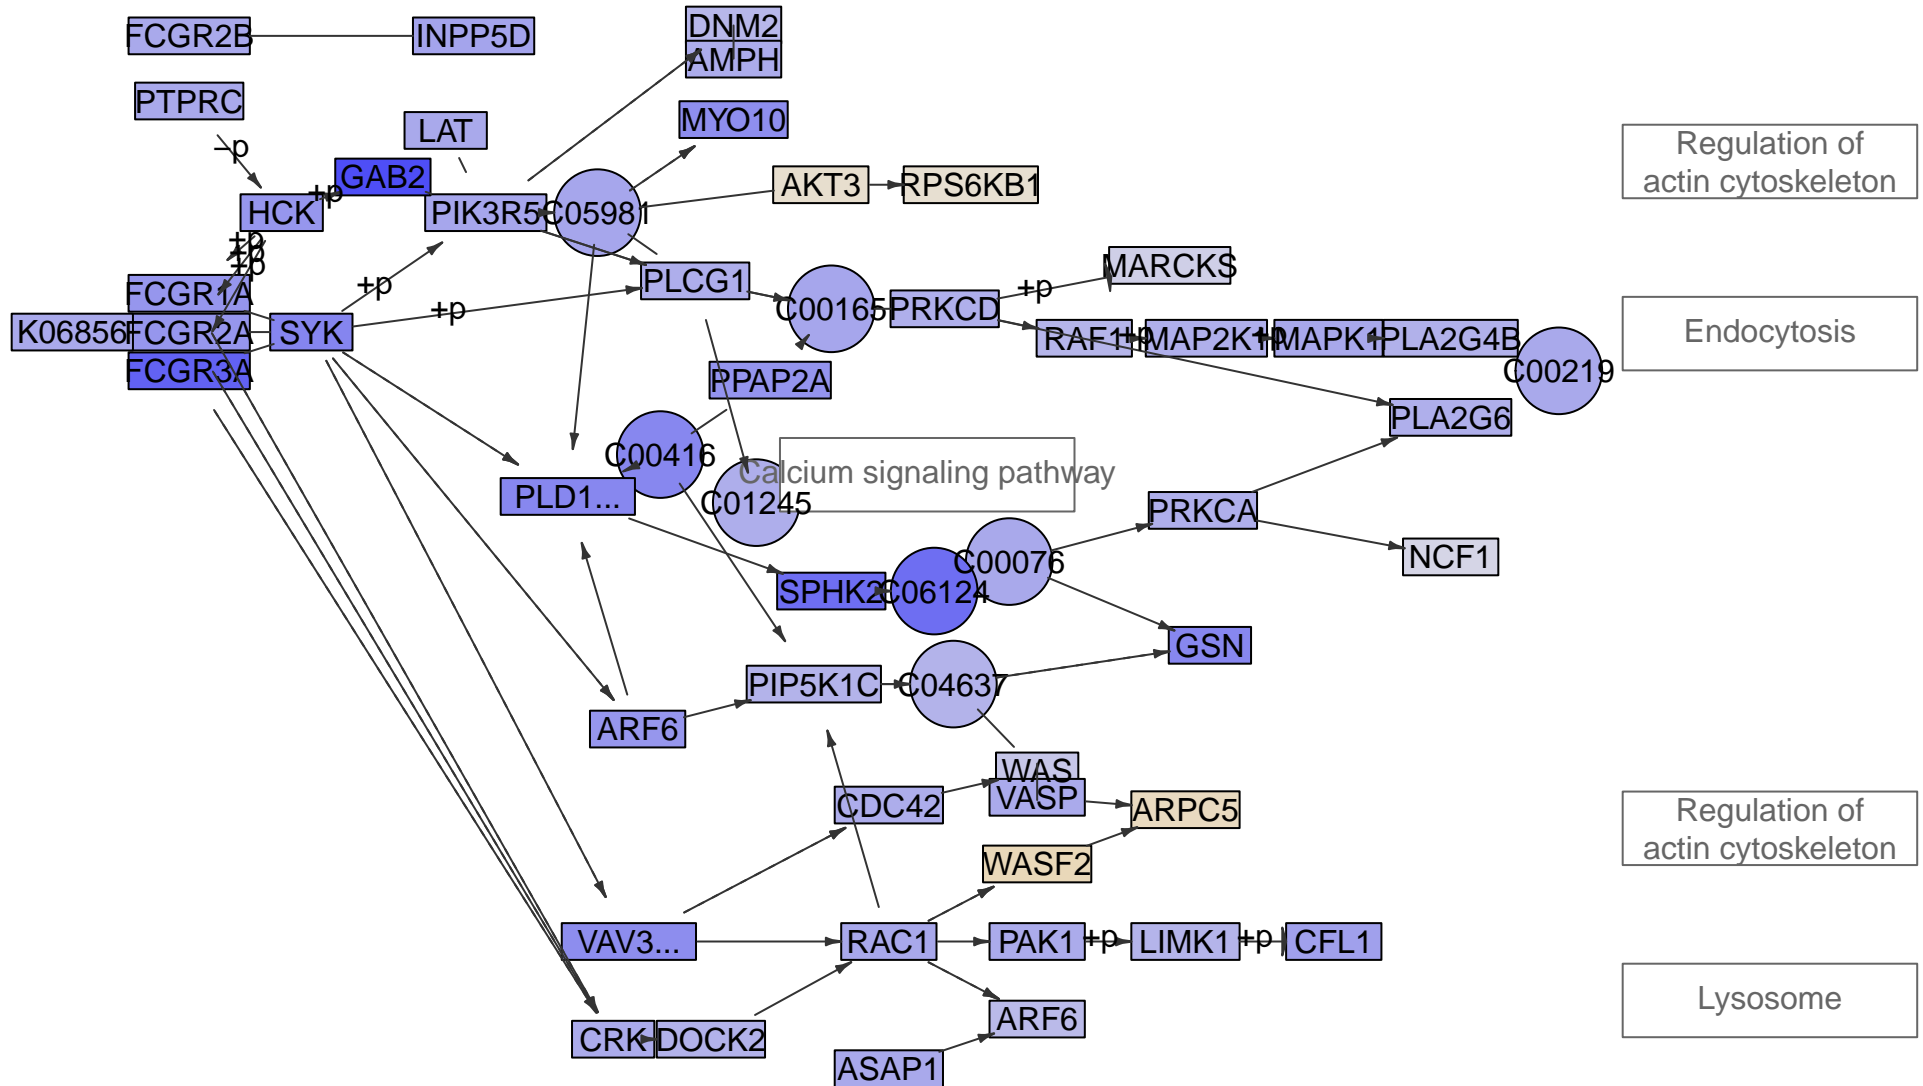 FCGR2B
INPP5D
DNM2
AMPH
PTPRC
LAT
MYO10
Regulation of
actin cytoskeleton
–p
GAB2
+p
AKT3
RPS6KB1
HCK
PIK3R5
C05981
+p
+p
+p
MARCKS
PLCG1
+p
+p
FCGR1A
+p
C00165
PRKCD
K06856
FCGR2A
SYK
RAF1
+p
MAP2K1
+p
MAPK1
PLA2G4B
Endocytosis
FCGR3A
PPAP2A
C00219
PLA2G6
C00416
Calcium signaling pathway
PLD1...
C01245
PRKCA
C00076
NCF1
SPHK2
C06124
GSN
PIP5K1C
C04637
ARF6
WAS
VASP
CDC42
ARPC5
Regulation of
actin cytoskeleton
WASF2
VAV3...
RAC1
PAK1
+p
LIMK1
+p
CFL1
Lysosome
ARF6
CRK
DOCK2
ASAP1